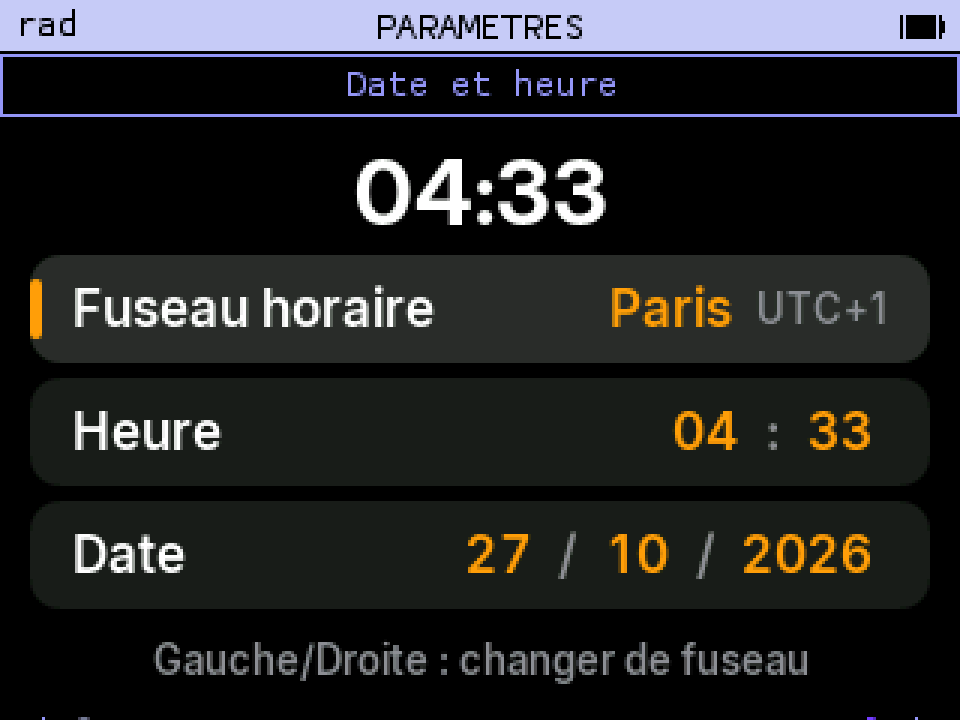 rad PARAMETRES
Date et heure
04:33
Fuseau horaire Paris UTC+1
Heure 04 : 33
Date 27 / 10 / 2026
Gauche/Droite : changer de fuseau